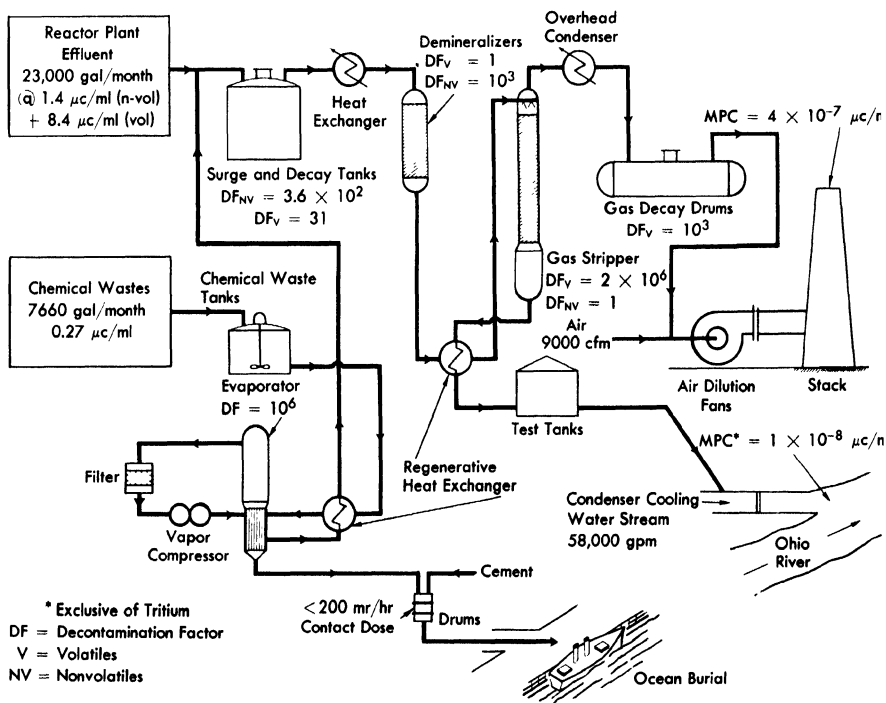 Reactor Plant
Effluent
23,000 gal/month
@ 1.4 μc/ml (n-vol)
+ 8.4 μc/ml (vol)
Heat
Exchanger
Demineralizers
DFV = 1
DFNV = 10³
Overhead
Condenser
MPC = 4 × 10⁻⁷ μc/
Surge and Decay Tanks
DFNV = 3.6 × 10²
DFV = 31
Gas Decay Drums
DFV = 10³
Gas Stripper
DFV = 2 × 10⁶
DFNV = 1
Air
9000 cfm
Air Dilution
Fans
Stack
Chemical Wastes
7660 gal/month
0.27 μc/ml
Chemical Waste
Tanks
Evaporator
DF = 10⁶
Test Tanks
MPC* = 1 × 10⁻⁸ μc/
Filter
Regenerative
Heat Exchanger
Vapor
Compressor
Condenser Cooling
Water Stream
58,000 gpm
Ohio
River
Cement
<200 mr/hr
Contact Dose
Drums
Ocean Burial
* Exclusive of Tritium
DF = Decontamination Factor
V = Volatiles
NV = Nonvolatiles